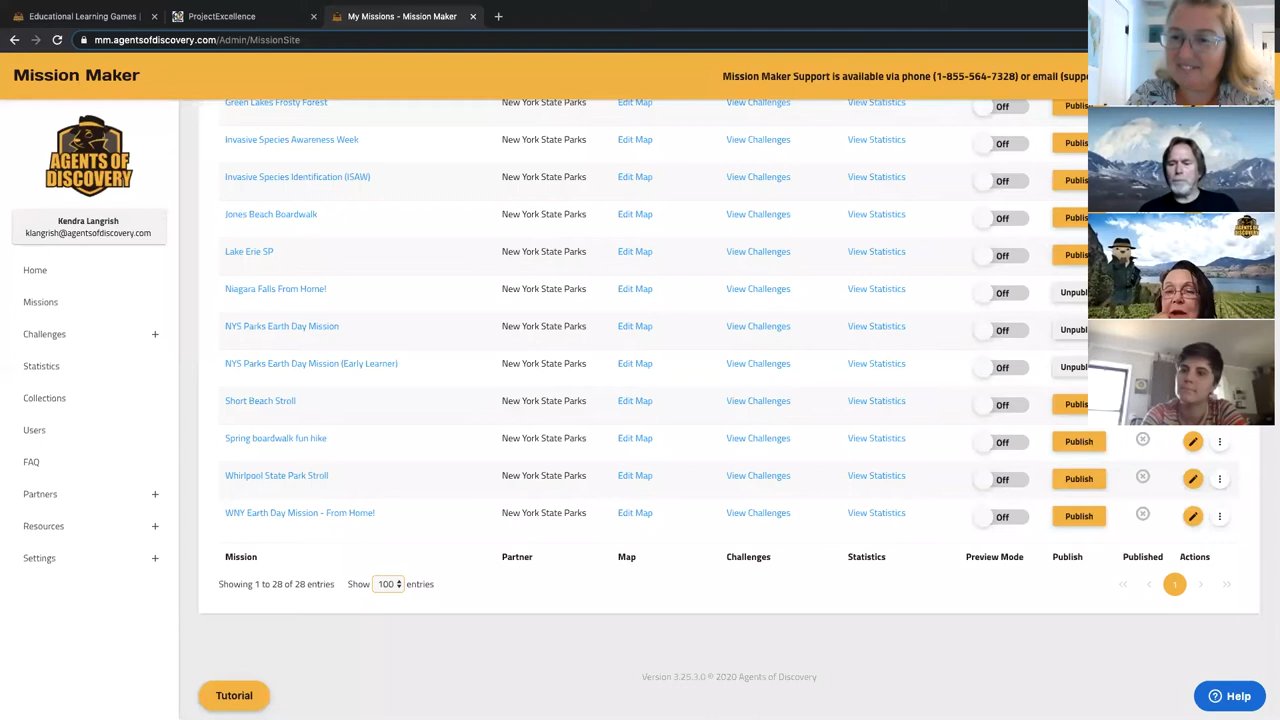 Educational Learning Games
ProjectExcellence
My Missions - Mission Maker
mm.agentsofdiscovery.com/Admin/MissionSite
Mission Maker
Mission Maker Support is available via phone (1-855-564-7328) or email (suppo
AGENTS OF DISCOVERY
Kendra Langrish
klangrish@agentsofdiscovery.com
Home
Missions
Challenges +
Statistics
Collections
Users
FAQ
Partners +
Resources +
Settings +
Green Lakes Frosty Forest New York State Parks Edit Map View Challenges View Statistics Off Publis
Invasive Species Awareness Week New York State Parks Edit Map View Challenges View Statistics Off Publis
Invasive Species Identification (ISAW) New York State Parks Edit Map View Challenges View Statistics Off Publis
Jones Beach Boardwalk New York State Parks Edit Map View Challenges View Statistics Off Publis
Lake Erie SP New York State Parks Edit Map View Challenges View Statistics Off Publis
Niagara Falls From Home! New York State Parks Edit Map View Challenges View Statistics Off Unpubl
NYS Parks Earth Day Mission New York State Parks Edit Map View Challenges View Statistics Off Unpubl
NYS Parks Earth Day Mission (Early Learner) New York State Parks Edit Map View Challenges View Statistics Off Unpubl
Short Beach Stroll New York State Parks Edit Map View Challenges View Statistics Off Publis
Spring boardwalk fun hike New York State Parks Edit Map View Challenges View Statistics Off Publish
Whirlpool State Park Stroll New York State Parks Edit Map View Challenges View Statistics Off Publish
WNY Earth Day Mission - From Home! New York State Parks Edit Map View Challenges View Statistics Off Publish
Mission Partner Map Challenges Statistics Preview Mode Publish Published Actions
Showing 1 to 28 of 28 entries Show 100 entries 1
Version 3.25.3.0 © 2020 Agents of Discovery
Tutorial
Help